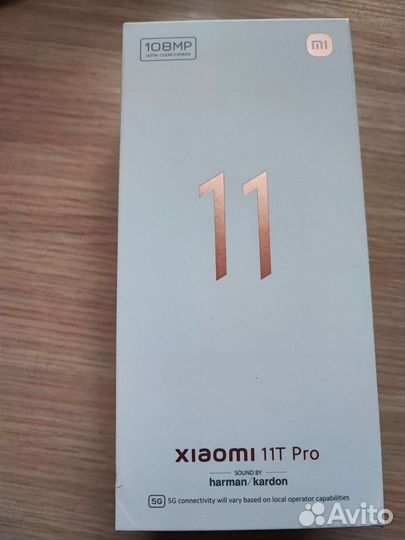 108MP
ULTRA-CLEAR CAMERA
mi
11
xiaomi 11T Pro
SOUND BY
harman/kardon
5G 5G connectivity will vary based on local operator capabilities
Avito